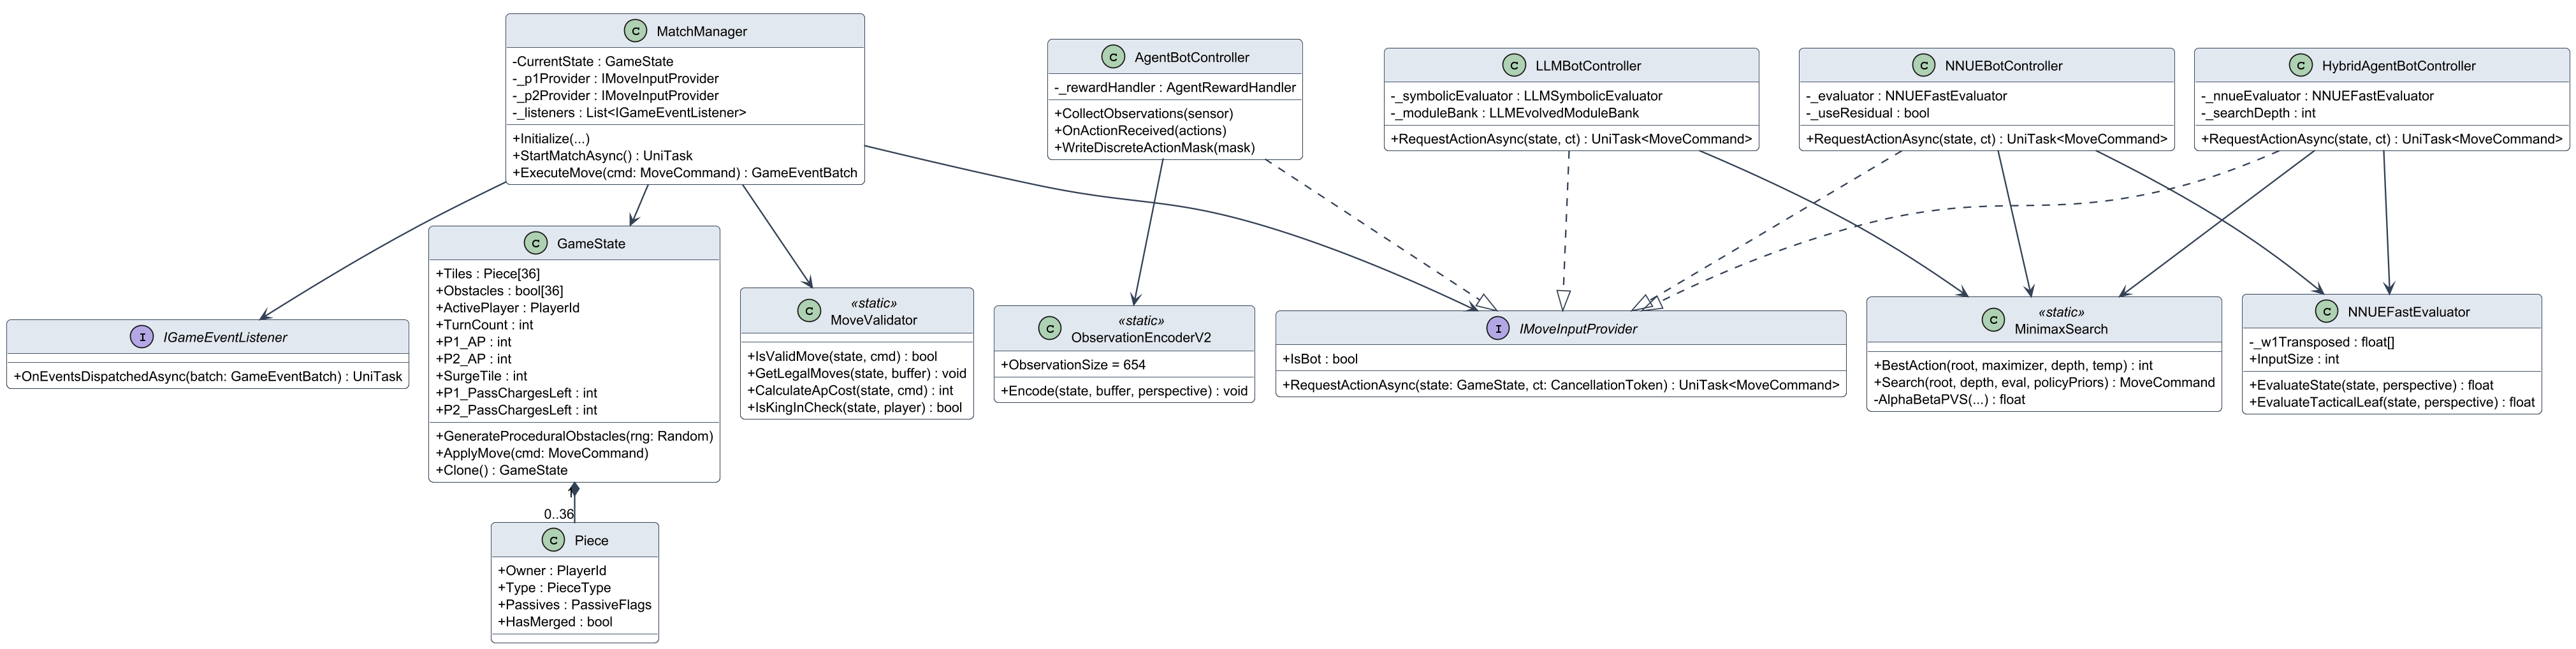 C MatchManager
-CurrentState : GameState
-_p1Provider : IMoveInputProvider
-_p2Provider : IMoveInputProvider
-_listeners : List<IGameEventListener>
+Initialize(...)
+StartMatchAsync() : UniTask
+ExecuteMove(cmd: MoveCommand) : GameEventBatch
C AgentBotController
-_rewardHandler : AgentRewardHandler
+CollectObservations(sensor)
+OnActionReceived(actions)
+WriteDiscreteActionMask(mask)
C LLMBotController
-_symbolicEvaluator : LLMSymbolicEvaluator
-_moduleBank : LLMEvolvedModuleBank
+RequestActionAsync(state, ct) : UniTask<MoveCommand>
C NNUEBotController
-_evaluator : NNUEFastEvaluator
-_useResidual : bool
+RequestActionAsync(state, ct) : UniTask<MoveCommand>
C HybridAgentBotController
-_nnueEvaluator : NNUEFastEvaluator
-_searchDepth : int
+RequestActionAsync(state, ct) : UniTask<MoveCommand>
I IGameEventListener
+OnEventsDispatchedAsync(batch: GameEventBatch) : UniTask
C GameState
+Tiles : Piece[36]
+Obstacles : bool[36]
+ActivePlayer : PlayerId
+TurnCount : int
+P1_AP : int
+P2_AP : int
+SurgeTile : int
+P1_PassChargesLeft : int
+P2_PassChargesLeft : int
+GenerateProceduralObstacles(rng: Random)
+ApplyMove(cmd: MoveCommand)
+Clone() : GameState
«static»
C MoveValidator
+IsValidMove(state, cmd) : bool
+GetLegalMoves(state, buffer) : void
+CalculateApCost(state, cmd) : int
+IsKingInCheck(state, player) : bool
«static»
C ObservationEncoderV2
+ObservationSize = 654
+Encode(state, buffer, perspective) : void
I IMoveInputProvider
+IsBot : bool
+RequestActionAsync(state: GameState, ct: CancellationToken) : UniTask<MoveCommand>
«static»
C MinimaxSearch
+BestAction(root, maximizer, depth, temp) : int
+Search(root, depth, eval, policyPriors) : MoveCommand
-AlphaBetaPVS(...) : float
C NNUEFastEvaluator
-_w1Transposed : float[]
+InputSize : int
+EvaluateState(state, perspective) : float
+EvaluateTacticalLeaf(state, perspective) : float
1
0..36
C Piece
+Owner : PlayerId
+Type : PieceType
+Passives : PassiveFlags
+HasMerged : bool